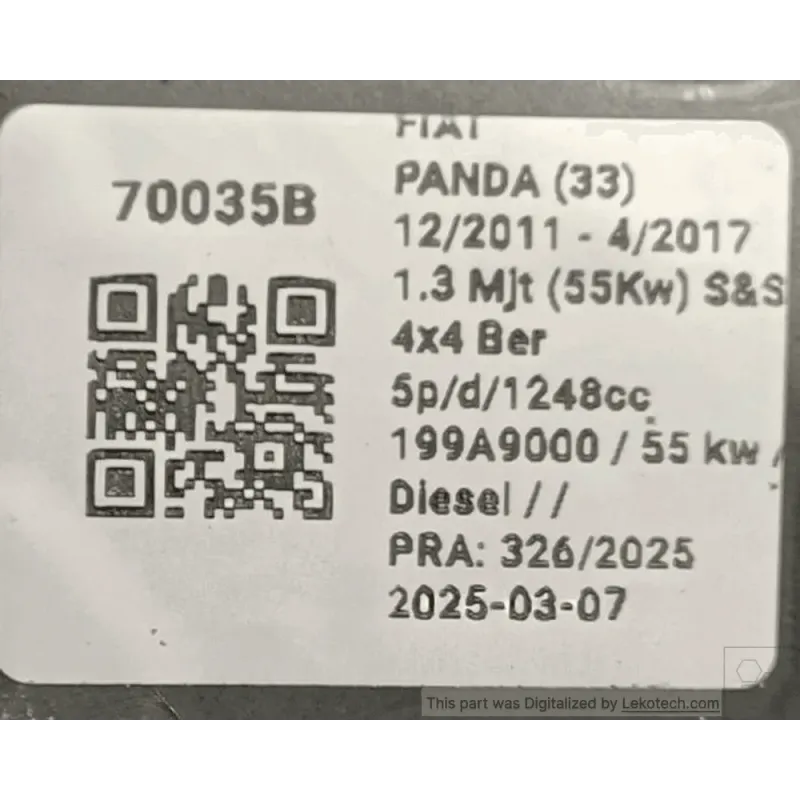 70035B
FIAT
PANDA (33)
12/2011 - 4/2017
1.3 Mjt (55Kw) S&S
4x4 Ber
5p/d/1248cc
199A9000 / 55 kw /
Diesel / /
PRA: 326/2025
2025-03-07
This part was Digitalized by Lekotech.com